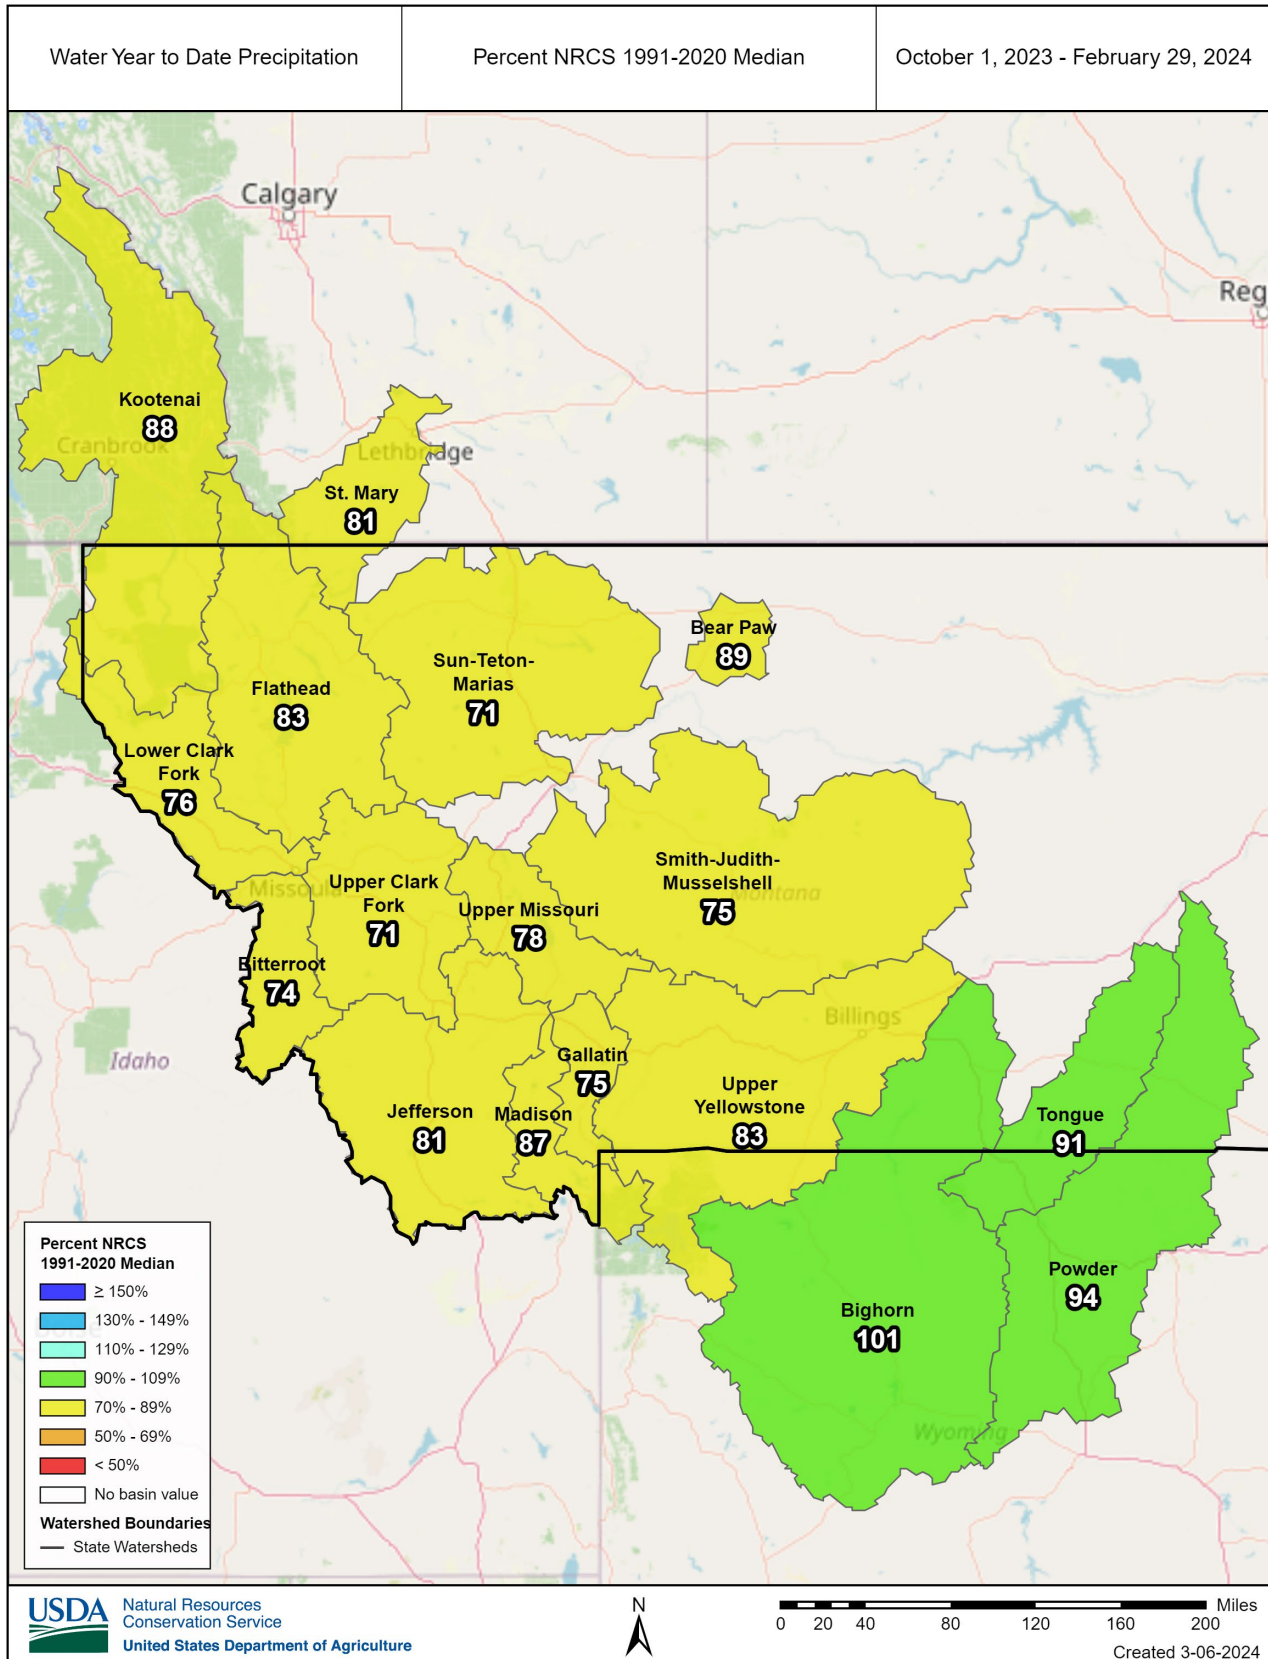 Water Year to Date Precipitation
Percent NRCS 1991-2020 Median
October 1, 2023 - February 29, 2024
Calgary
Reg
Kootenai
88
Cranbrook
Lethbridge
St. Mary
81
Bear Paw
89
Sun-Teton-
Marias
71
Flathead
83
Lower Clark
Fork
76
Smith-Judith-
Musselshell
75
Montana
Missoula
Upper Clark
Fork
71
Upper Missouri
78
Bitterroot
74
Billings
Idaho
Gallatin
75
Upper
Yellowstone
83
Jefferson
81
Madison
87
Tongue
91
Powder
94
Bighorn
101
Wyoming
Percent NRCS
1991-2020 Median
≥ 150%
130% - 149%
110% - 129%
90% - 109%
70% - 89%
50% - 69%
< 50%
No basin value
Watershed Boundaries
State Watersheds
USDA
Natural Resources
Conservation Service
United States Department of Agriculture
N
Miles
0 20 40 80 120 160 200
Created 3-06-2024